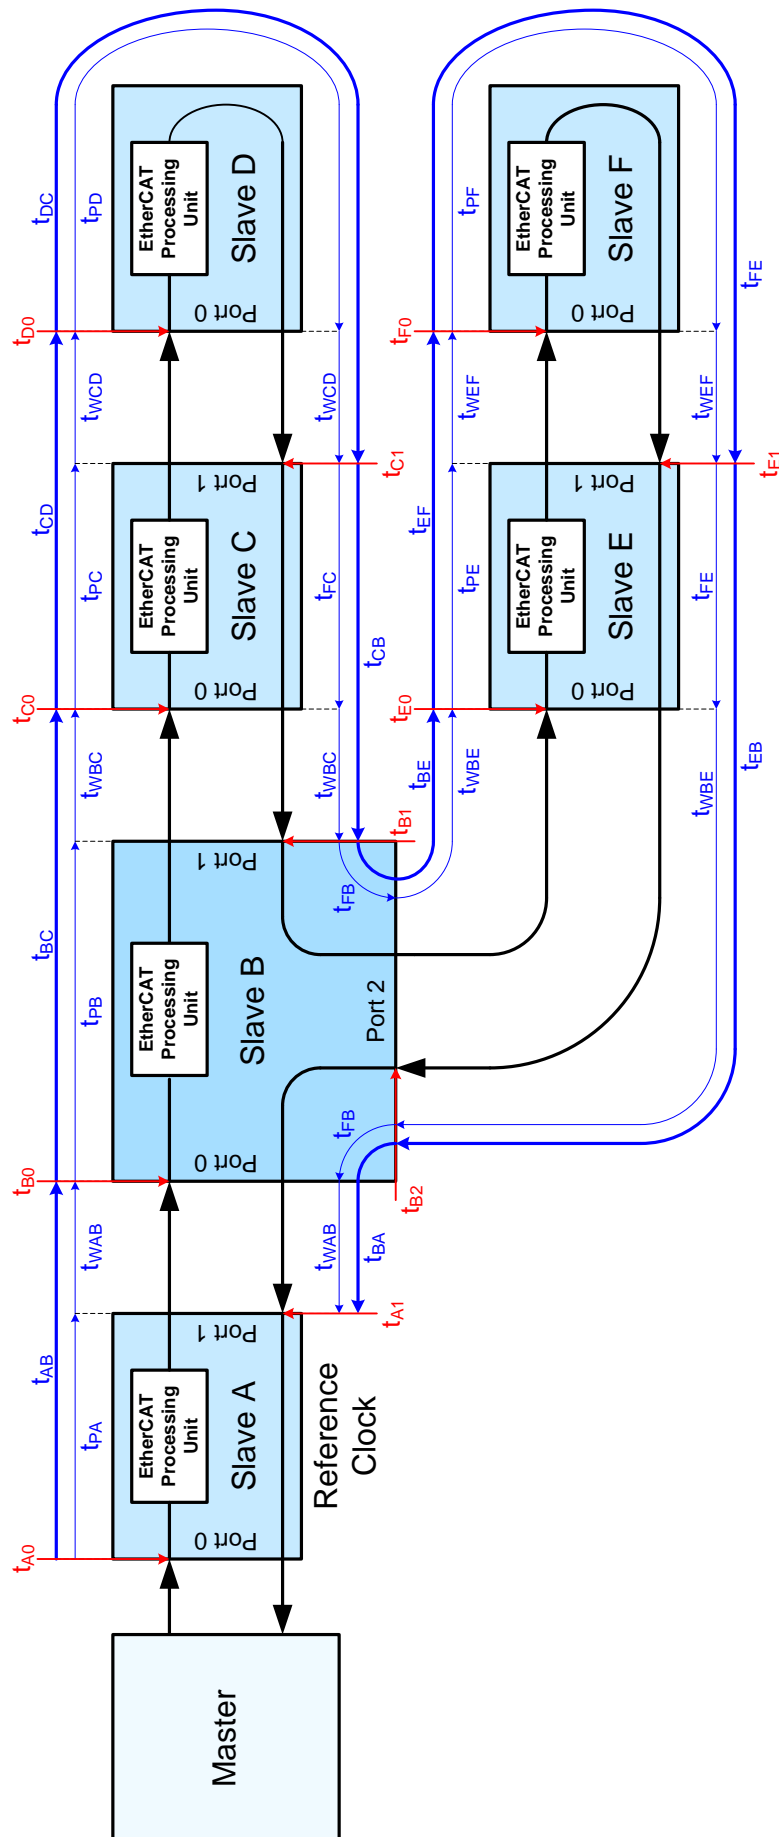 tA0
tB0
tC0
tD0
tAB
tBC
tCD
tDC
tPA
tWAB
tPB
tWBC
tPC
tWCD
tPD
EtherCAT
Processing
Unit
EtherCAT
Processing
Unit
EtherCAT
Processing
Unit
EtherCAT
Processing
Unit
Master
Port 0
Slave A
Port 1
Port 0
Slave B
Port 1
Port 0
Slave C
Port 1
Port 0
Slave D
Reference
Clock
tWAB
tFB
tFB
tWBC
tFC
tWCD
Port 2
tBA
tCB
tA1
tB2
tB1
tC1
tBE
tEF
tE0
tF0
tWBE
tPE
tWEF
tPF
EtherCAT
Processing
Unit
EtherCAT
Processing
Unit
Port 0
Slave E
Port 1
Port 0
Slave F
tWBE
tFE
tWEF
tEB
tFE
tE1